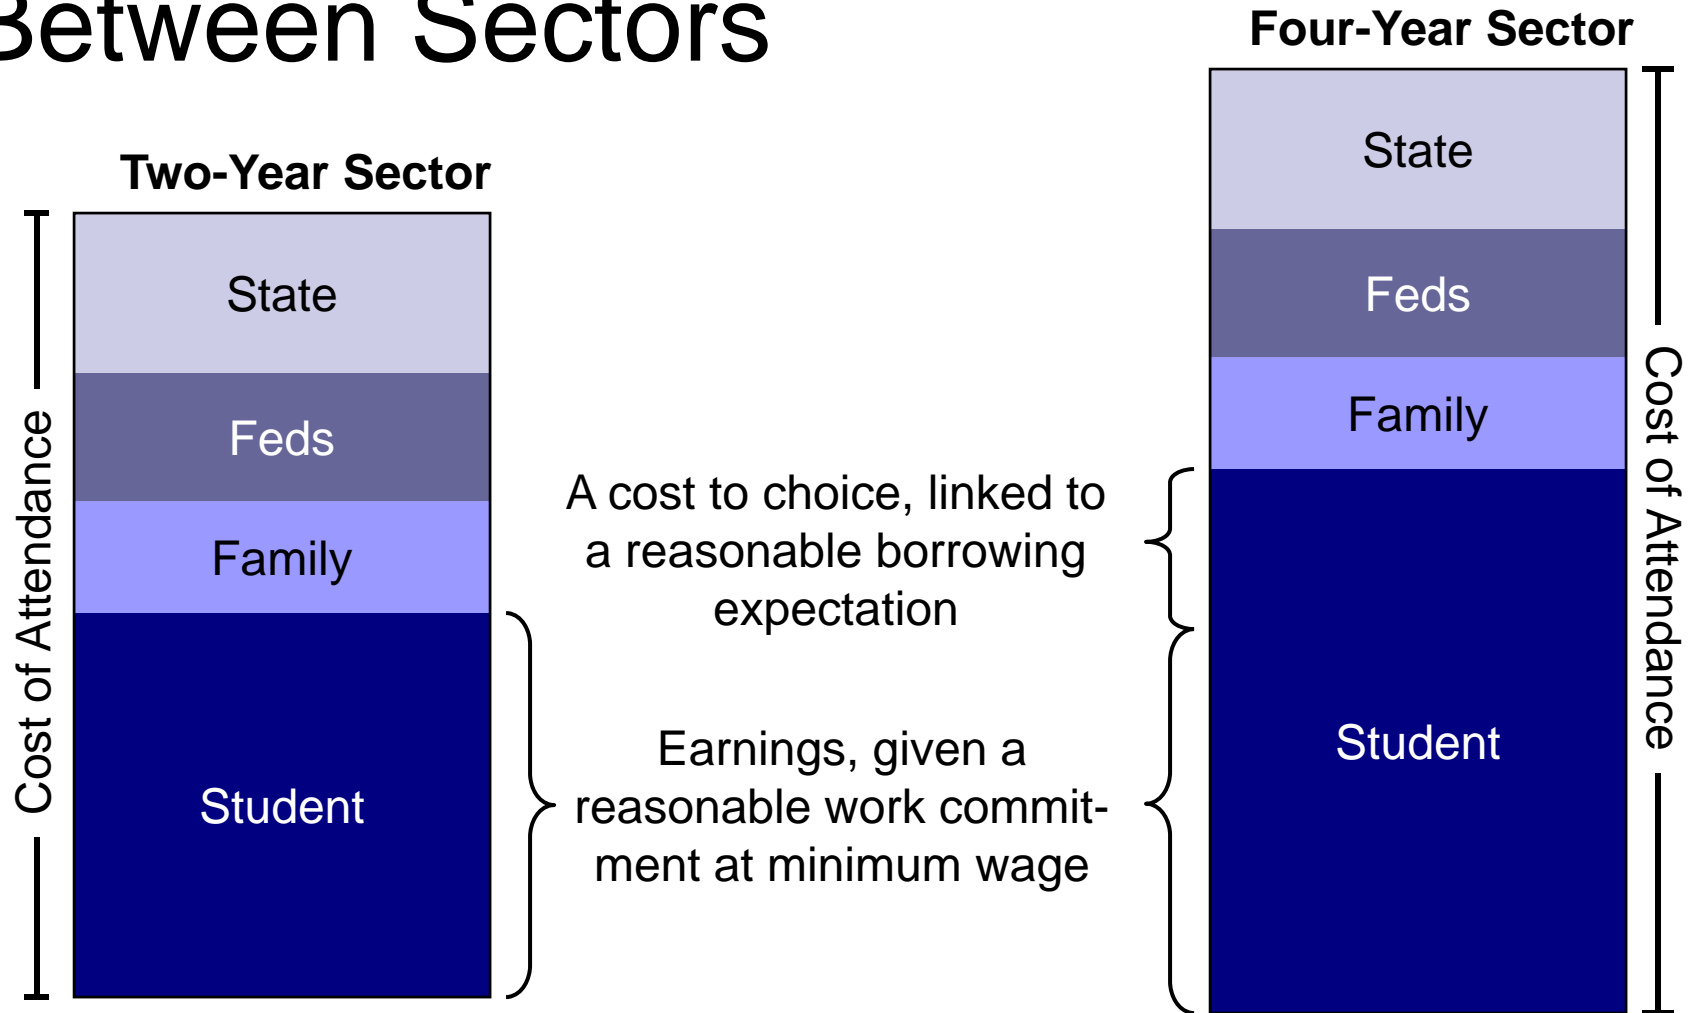 Between Sectors
Four-Year Sector
Two-Year Sector
State
Feds
Family
Student
Cost of Attendance
A cost to choice, linked to
a reasonable borrowing
expectation
Earnings, given a
reasonable work commit-
ment at minimum wage
State
Feds
Family
Student
Cost of Attendance